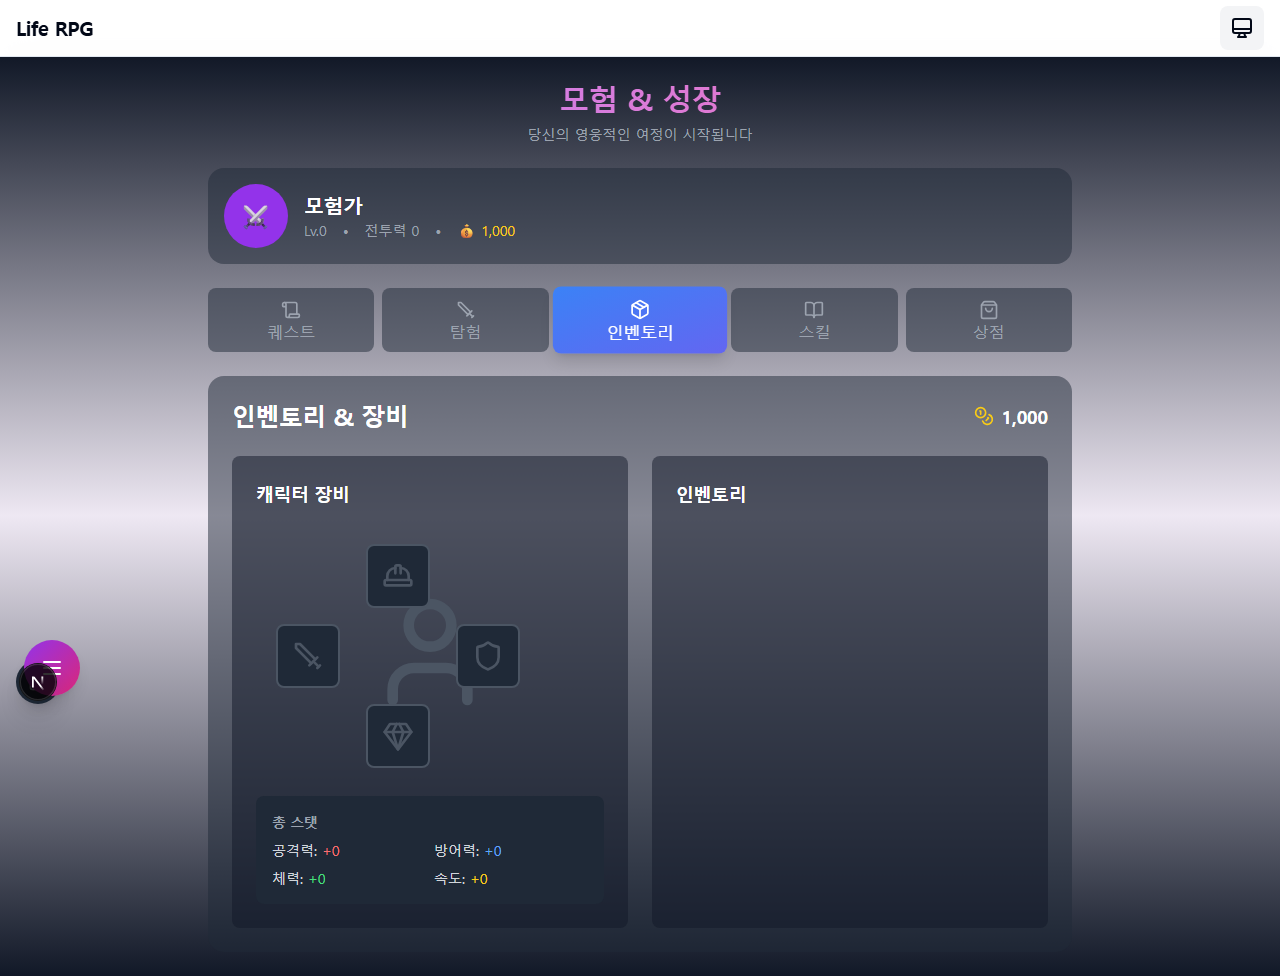 Life RPG
모험 & 성장
당신의 영웅적인 여정이 시작됩니다
모험가
Lv.0 • 전투력 0 • 1,000
퀘스트 탐험 인벤토리 스킬 상점
인벤토리 & 장비
1,000
캐릭터 장비
인벤토리
N
총 스탯
공격력: +0 방어력: +0
체력: +0 속도: +0